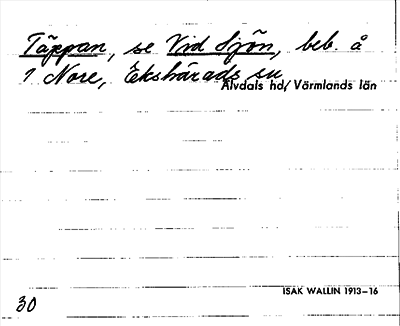 Täppan, se Vid Sjön, beb. å
1 Nore, Ekshärads sn
Älvdals hd/ Värmlands län
ISAK WALLIN 1913–16
30